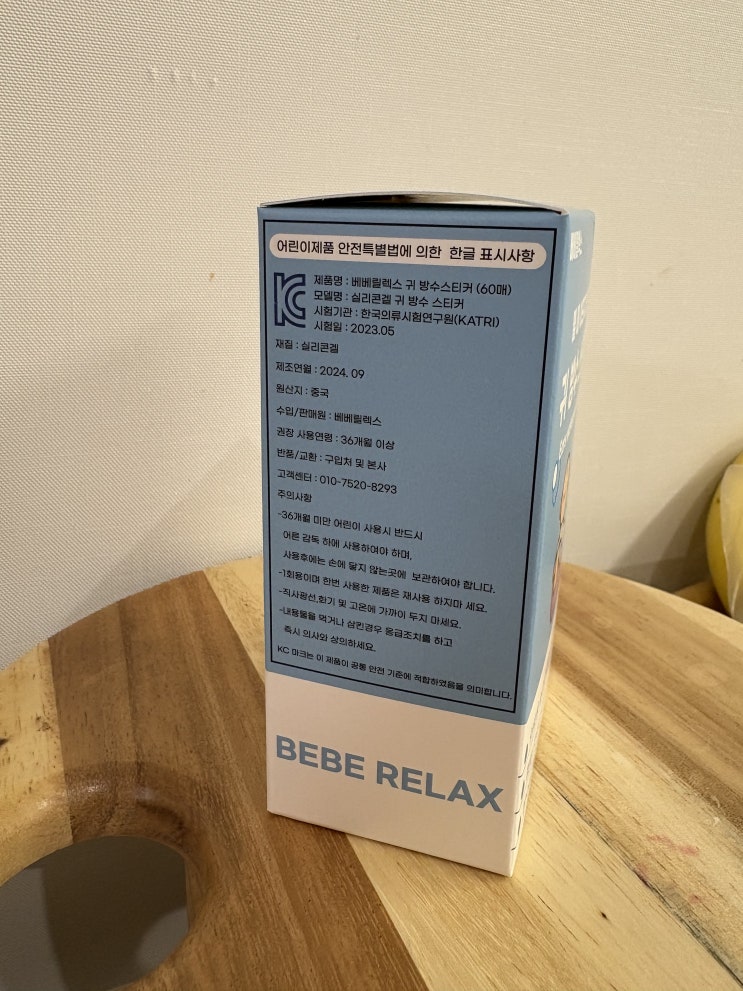 어린이제품 안전특별법에 의한 한글 표시사항
KC
제품명 : 베베릴렉스 귀 방수스티커 (60매)
모델명 : 실리콘겔 귀 방수 스티커
시험기관 : 한국의류시험연구원(KATRI)
시험일 : 2023.05
재질 : 실리콘겔
제조연월 : 2024. 09
원산지 : 중국
수입/판매원 : 베베릴렉스
권장 사용연령 : 36개월 이상
반품/교환 : 구입처 및 본사
고객센터 : 010-7520-8293
주의사항
-36개월 미만 어린이 사용시 반드시
어른 감독 하에 사용하여야 하며,
사용후에는 손에 닿지 않는곳에 보관하여야 합니다.
-1회용이며 한번 사용한 제품은 재사용 하지마 세요.
-직사광선,화기 및 고온에 가까이 두지 마세요.
-내용물을 먹거나 삼킨경우 응급조치를 하고
즉시 의사와 상의하세요.
KC 마크는 이 제품이 공통 안전 기준에 적합하였음을 의미합니다.
BEBE RELAX
귀